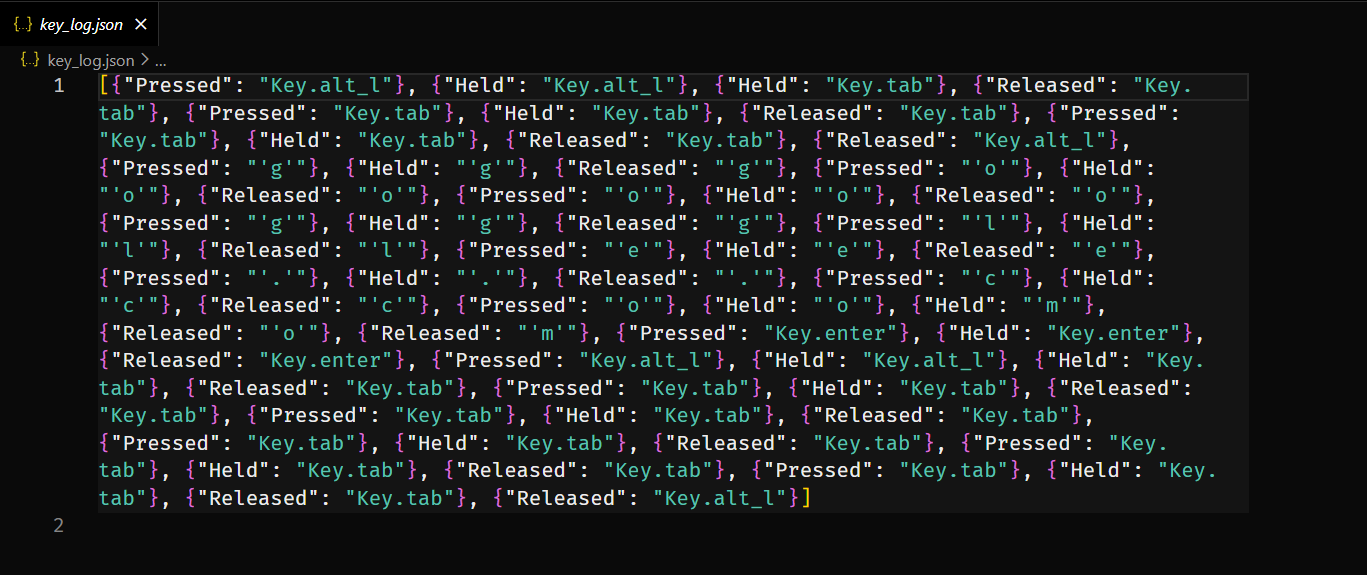 {..} key_log.json ×
{..} key_log.json > ...
1 [{"Pressed": "Key.alt_l"}, {"Held": "Key.alt_l"}, {"Held": "Key.tab"}, {"Released": "Key.
tab"}, {"Pressed": "Key.tab"}, {"Held": "Key.tab"}, {"Released": "Key.tab"}, {"Pressed":
"Key.tab"}, {"Held": "Key.tab"}, {"Released": "Key.tab"}, {"Released": "Key.alt_l"},
{"Pressed": "'g'"}, {"Held": "'g'"}, {"Released": "'g'"}, {"Pressed": "'o'"}, {"Held":
"'o'"}, {"Released": "'o'"}, {"Pressed": "'o'"}, {"Held": "'o'"}, {"Released": "'o'"},
{"Pressed": "'g'"}, {"Held": "'g'"}, {"Released": "'g'"}, {"Pressed": "'l'"}, {"Held":
"'l'"}, {"Released": "'l'"}, {"Pressed": "'e'"}, {"Held": "'e'"}, {"Released": "'e'"},
{"Pressed": "'.'"}, {"Held": "'.'"}, {"Released": "'.'"}, {"Pressed": "'c'"}, {"Held":
"'c'"}, {"Released": "'c'"}, {"Pressed": "'o'"}, {"Held": "'o'"}, {"Held": "'m'"},
{"Released": "'o'"}, {"Released": "'m'"}, {"Pressed": "Key.enter"}, {"Held": "Key.enter"},
{"Released": "Key.enter"}, {"Pressed": "Key.alt_l"}, {"Held": "Key.alt_l"}, {"Held": "Key.
tab"}, {"Released": "Key.tab"}, {"Pressed": "Key.tab"}, {"Held": "Key.tab"}, {"Released":
"Key.tab"}, {"Pressed": "Key.tab"}, {"Held": "Key.tab"}, {"Released": "Key.tab"},
{"Pressed": "Key.tab"}, {"Held": "Key.tab"}, {"Released": "Key.tab"}, {"Pressed": "Key.
tab"}, {"Held": "Key.tab"}, {"Released": "Key.tab"}, {"Pressed": "Key.tab"}, {"Held": "Key.
tab"}, {"Released": "Key.tab"}, {"Released": "Key.alt_l"}]
2